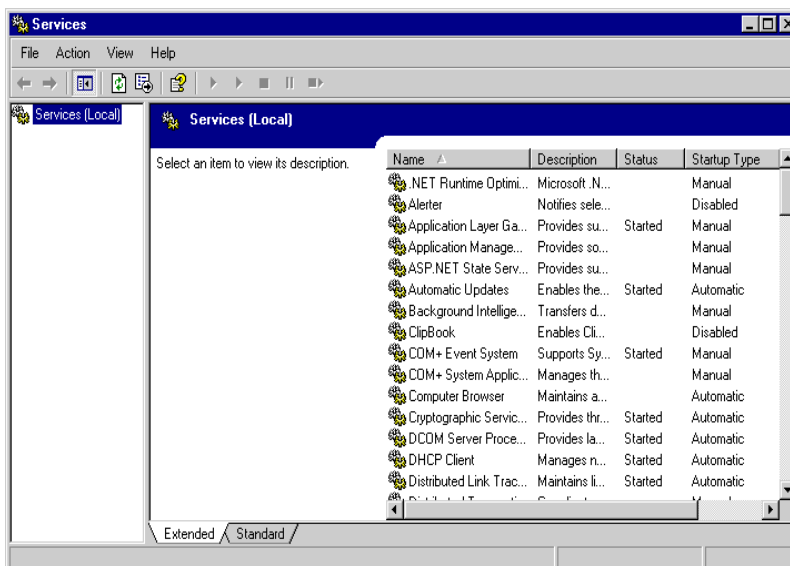 Services
File Action View Help
Services (Local)
Services (Local)
Select an item to view its description.
Name Description Status Startup Type
.NET Runtime Optimi... Microsoft .N... Manual
Alerter Notifies sele... Disabled
Application Layer Ga... Provides su... Started Manual
Application Manage... Provides so... Manual
ASP.NET State Serv... Provides su... Manual
Automatic Updates Enables the... Started Automatic
Background Intellige... Transfers d... Manual
ClipBook Enables Cli... Disabled
COM+ Event System Supports Sy... Started Manual
COM+ System Applic... Manages th... Manual
Computer Browser Maintains a... Automatic
Cryptographic Servic... Provides thr... Started Automatic
DCOM Server Proce... Provides la... Started Automatic
DHCP Client Manages n... Started Automatic
Distributed Link Trac... Maintains li... Started Automatic
Extended Standard